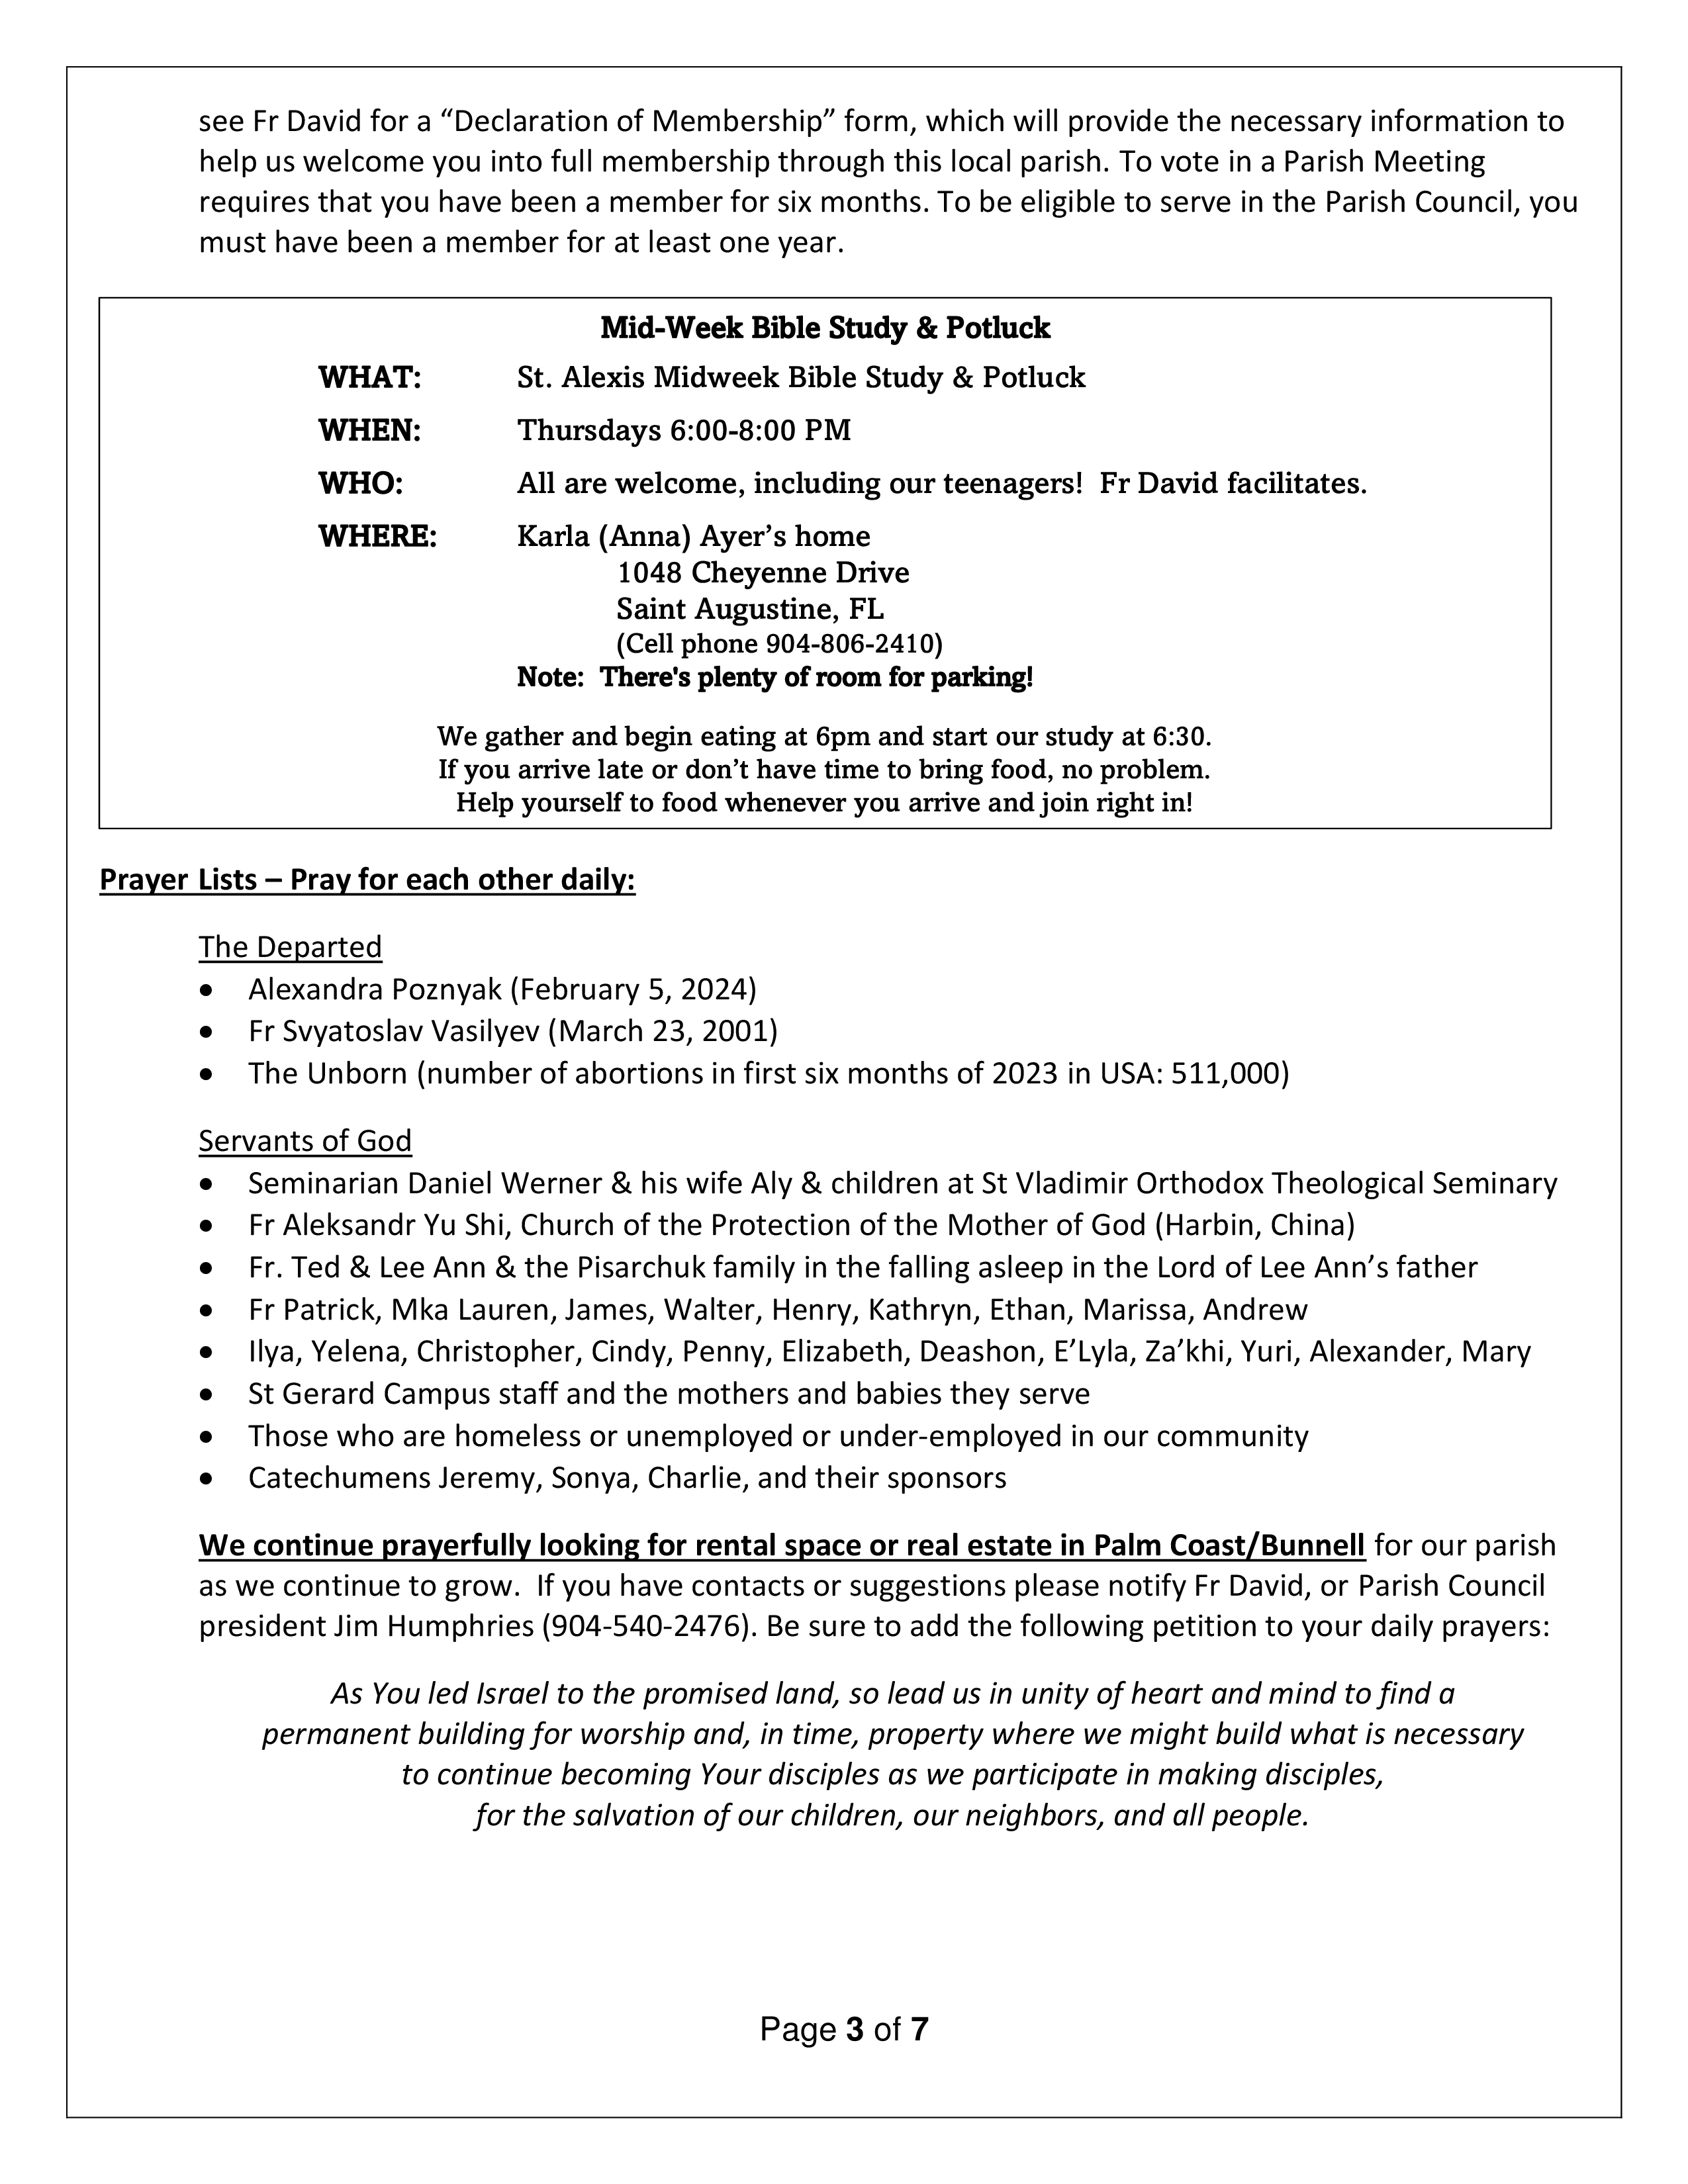 see Fr David for a “Declaration of Membership” form, which will provide the necessary information to
help us welcome you into full membership through this local parish. To vote in a Parish Meeting
requires that you have been a member for six months. To be eligible to serve in the Parish Council, you
must have been a member for at least one year.
Mid-Week Bible Study & Potluck
WHAT: St. Alexis Midweek Bible Study & Potluck
WHEN: Thursdays 6:00-8:00 PM
WHO: All are welcome, including our teenagers!  Fr David facilitates.
WHERE: Karla (Anna) Ayer’s home
1048 Cheyenne Drive
Saint Augustine, FL
(Cell phone 904-806-2410)
Note:  There's plenty of room for parking!
We gather and begin eating at 6pm and start our study at 6:30.
If you arrive late or don’t have time to bring food, no problem.
Help yourself to food whenever you arrive and join right in!
Prayer Lists – Pray for each other daily:
The Departed
• Alexandra Poznyak (February 5, 2024)
• Fr Svyatoslav Vasilyev (March 23, 2001)
• The Unborn (number of abortions in first six months of 2023 in USA: 511,000)
Servants of God
• Seminarian Daniel Werner & his wife Aly & children at St Vladimir Orthodox Theological Seminary
• Fr Aleksandr Yu Shi, Church of the Protection of the Mother of God (Harbin, China)
• Fr. Ted & Lee Ann & the Pisarchuk family in the falling asleep in the Lord of Lee Ann’s father
• Fr Patrick, Mka Lauren, James, Walter, Henry, Kathryn, Ethan, Marissa, Andrew
• Ilya, Yelena, Christopher, Cindy, Penny, Elizabeth, Deashon, E’Lyla, Za’khi, Yuri, Alexander, Mary
• St Gerard Campus staff and the mothers and babies they serve
• Those who are homeless or unemployed or under-employed in our community
• Catechumens Jeremy, Sonya, Charlie, and their sponsors
We continue prayerfully looking for rental space or real estate in Palm Coast/Bunnell for our parish
as we continue to grow.  If you have contacts or suggestions please notify Fr David, or Parish Council
president Jim Humphries (904-540-2476). Be sure to add the following petition to your daily prayers:
As You led Israel to the promised land, so lead us in unity of heart and mind to find a
permanent building for worship and, in time, property where we might build what is necessary
to continue becoming Your disciples as we participate in making disciples,
for the salvation of our children, our neighbors, and all people.
Page 3 of 7